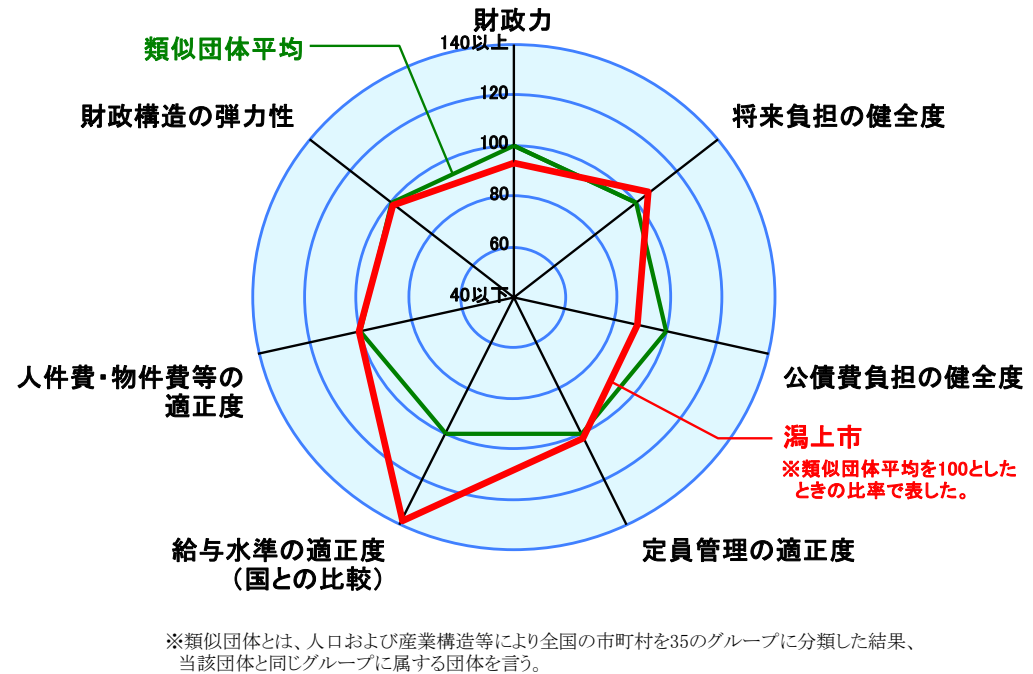 財政力
140以上
類似団体平均
120
財政構造の弾力性
将来負担の健全度
100
80
60
40以下
人件費・物件費等の
適正度
公債費負担の健全度
潟上市
※類似団体平均を100とした
ときの比率で表した。
給与水準の適正度
（国との比較）
定員管理の適正度
※類似団体とは、人口および産業構造等により全国の市町村を35のグループに分類した結果、
当該団体と同じグループに属する団体を言う。